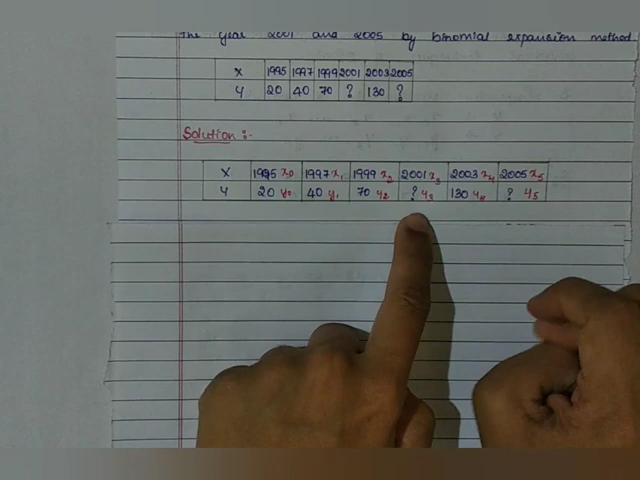 The year 2001 and 2005 by binomial expansion method
X 1995 1997 1999 2001 2003 2005
Y 20 40 70 ? 130 ?
Solution :-
X 1995 x0 1997 x1 1999 x2 2001 x3 2003 x4 2005 x5
Y 20 y0 40 y1 70 y2 ? y3 130 y4 ? y5